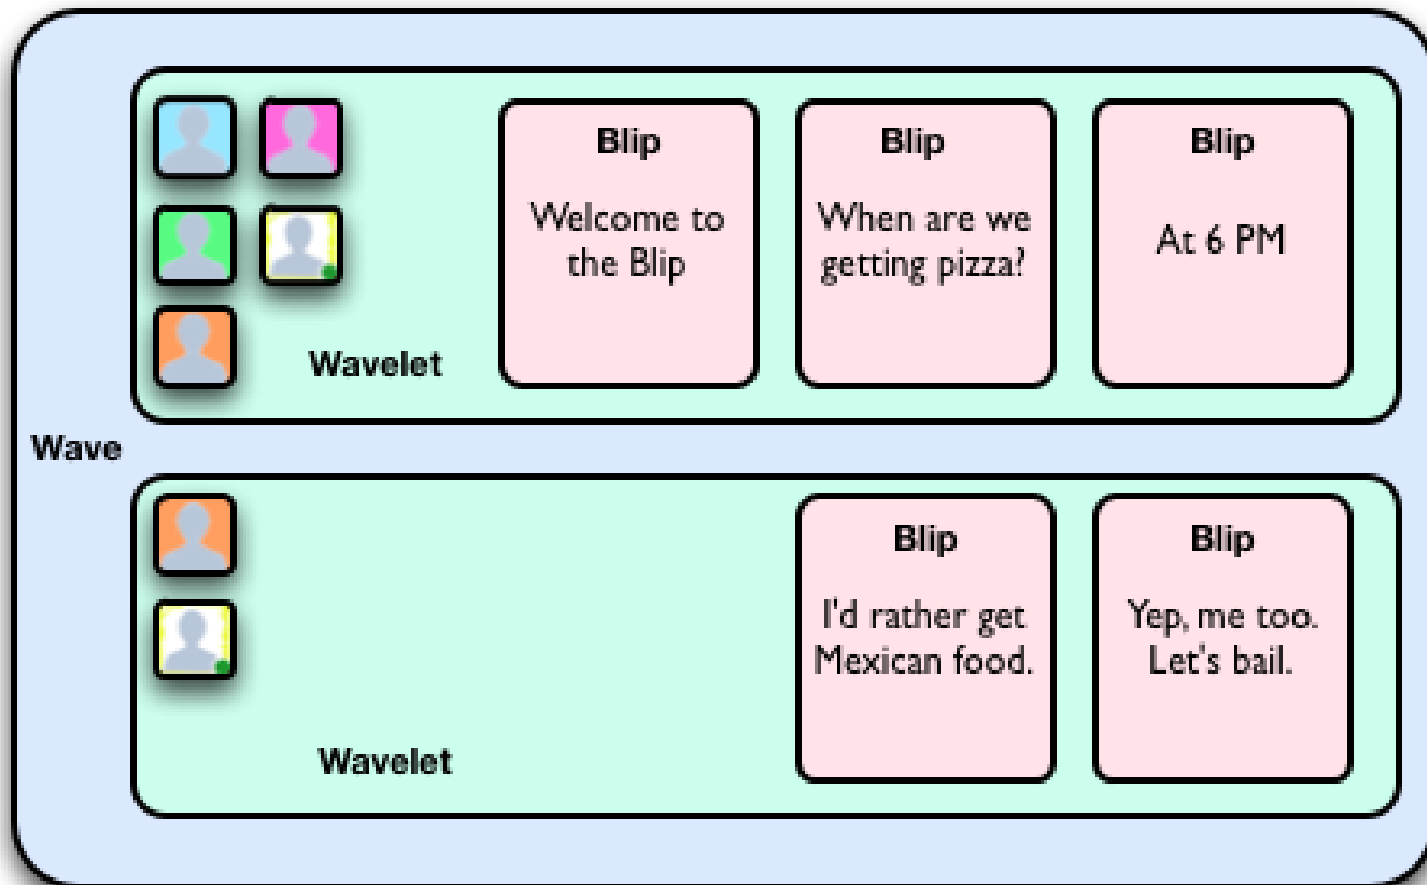 Blip
Welcome to
the Blip
Blip
When are we
getting pizza?
Blip
At 6 PM
Wavelet
Wave
Blip
I'd rather get
Mexican food.
Blip
Yep, me too.
Let's bail.
Wavelet